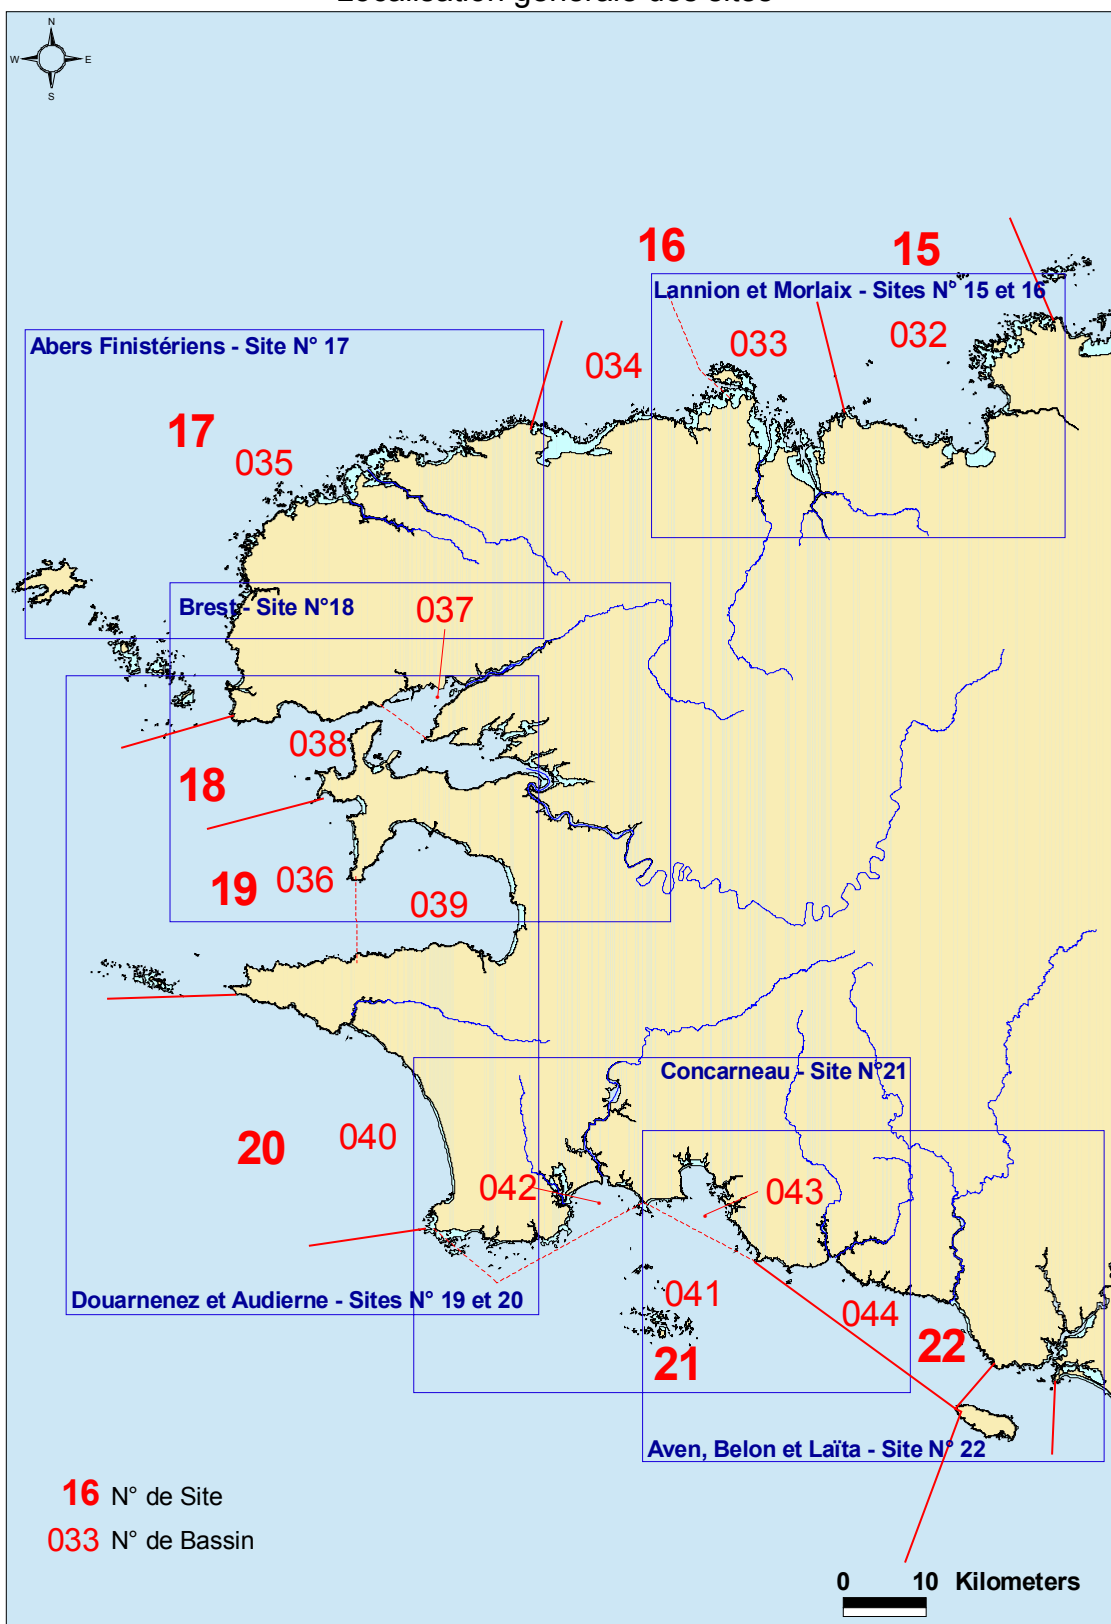 Localisation générale des sites
N
W E
S
16
15
Lannion et Morlaix - Sites N° 15 et 16
033
032
034
Abers Finistériens - Site N° 17
17
035
Brest - Site N°18
037
038
18
19
036
039
Concarneau - Site N°21
20
040
042
043
Douarnenez et Audierne - Sites N° 19 et 20
041
044
21
22
Aven, Belon et Laïta - Site N° 22
16 N° de Site
033 N° de Bassin
0 10 Kilometers